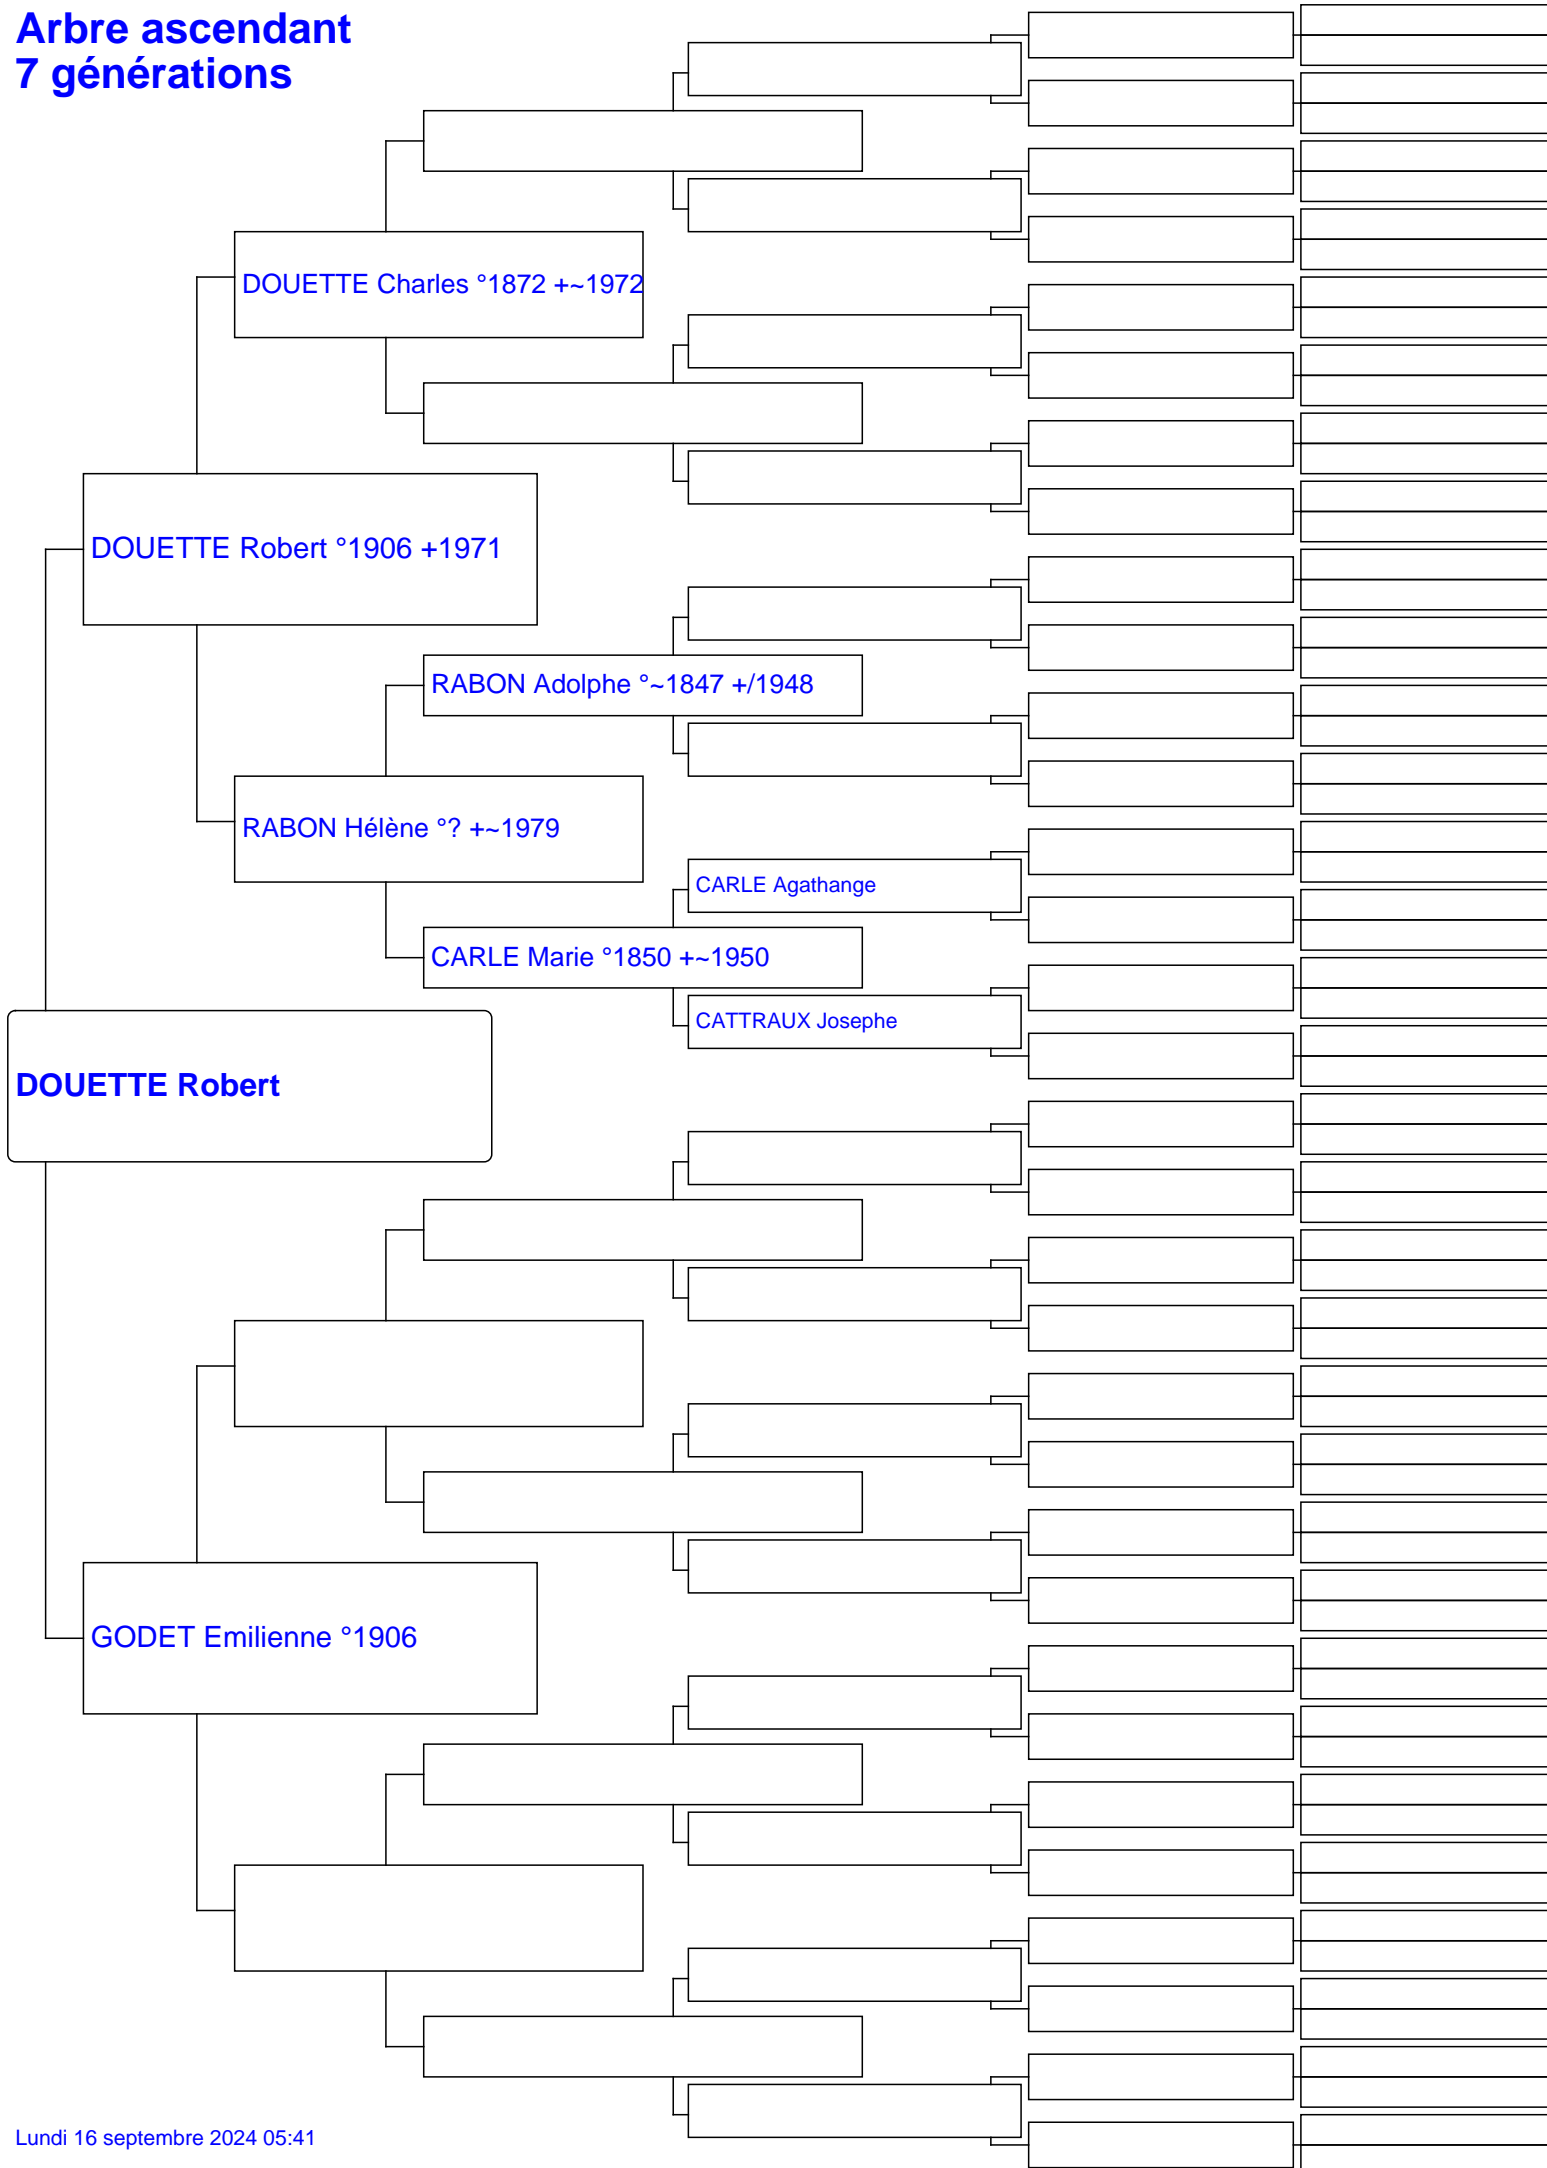 Arbre ascendant
7 générations
DOUETTE Charles °1872 +~1972
DOUETTE Robert °1906 +1971
RABON Adolphe °~1847 +/1948
RABON Hélène °? +~1979
CARLE Agathange
CARLE Marie °1850 +~1950
CATTRAUX Josephe
DOUETTE Robert
GODET Emilienne °1906
Lundi 16 septembre 2024 05:41